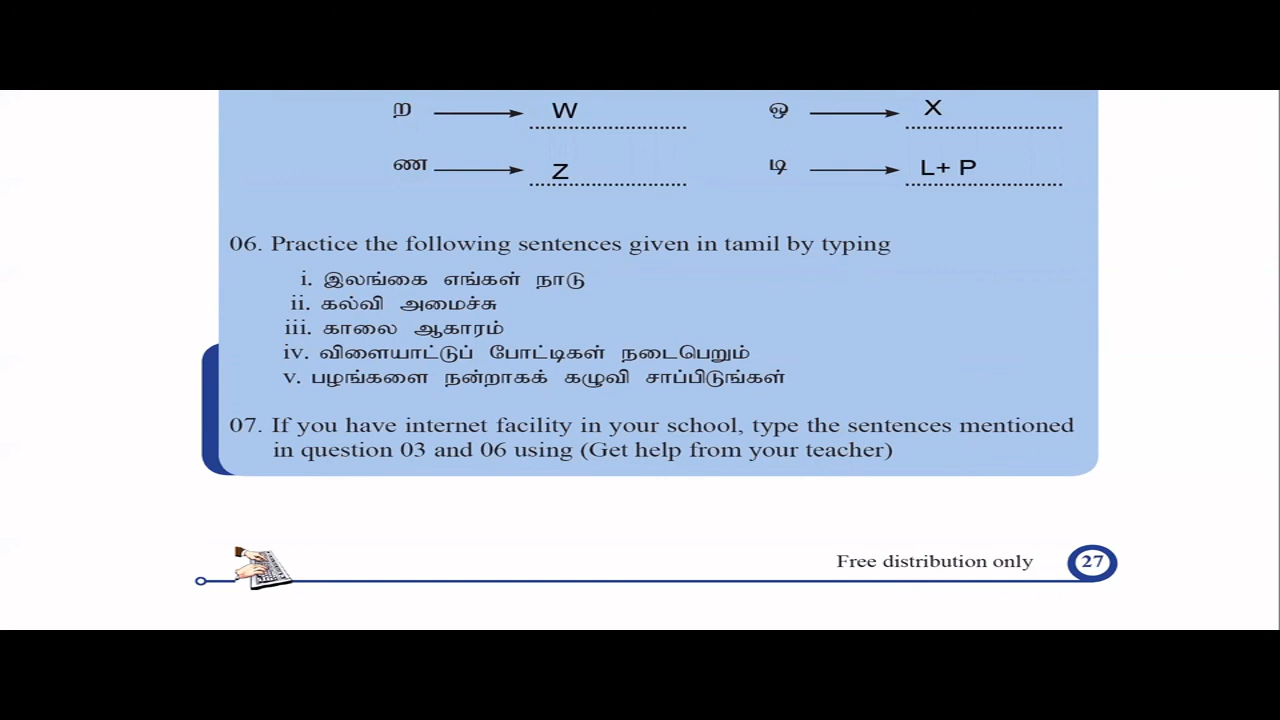 ற W ஒ X
ண Z டி L+ P
06. Practice the following sentences given in tamil by typing
i. இலங்கை எங்கள் நாடு
ii. கல்வி அமைச்சு
iii. காலை ஆகாரம்
iv. விளையாட்டுப் போட்டிகள் நடைபெறும்
v. பழங்களை நன்றாகக் கழுவி சாப்பிடுங்கள்
07. If you have internet facility in your school, type the sentences mentioned
in question 03 and 06 using (Get help from your teacher)
Free distribution only 27